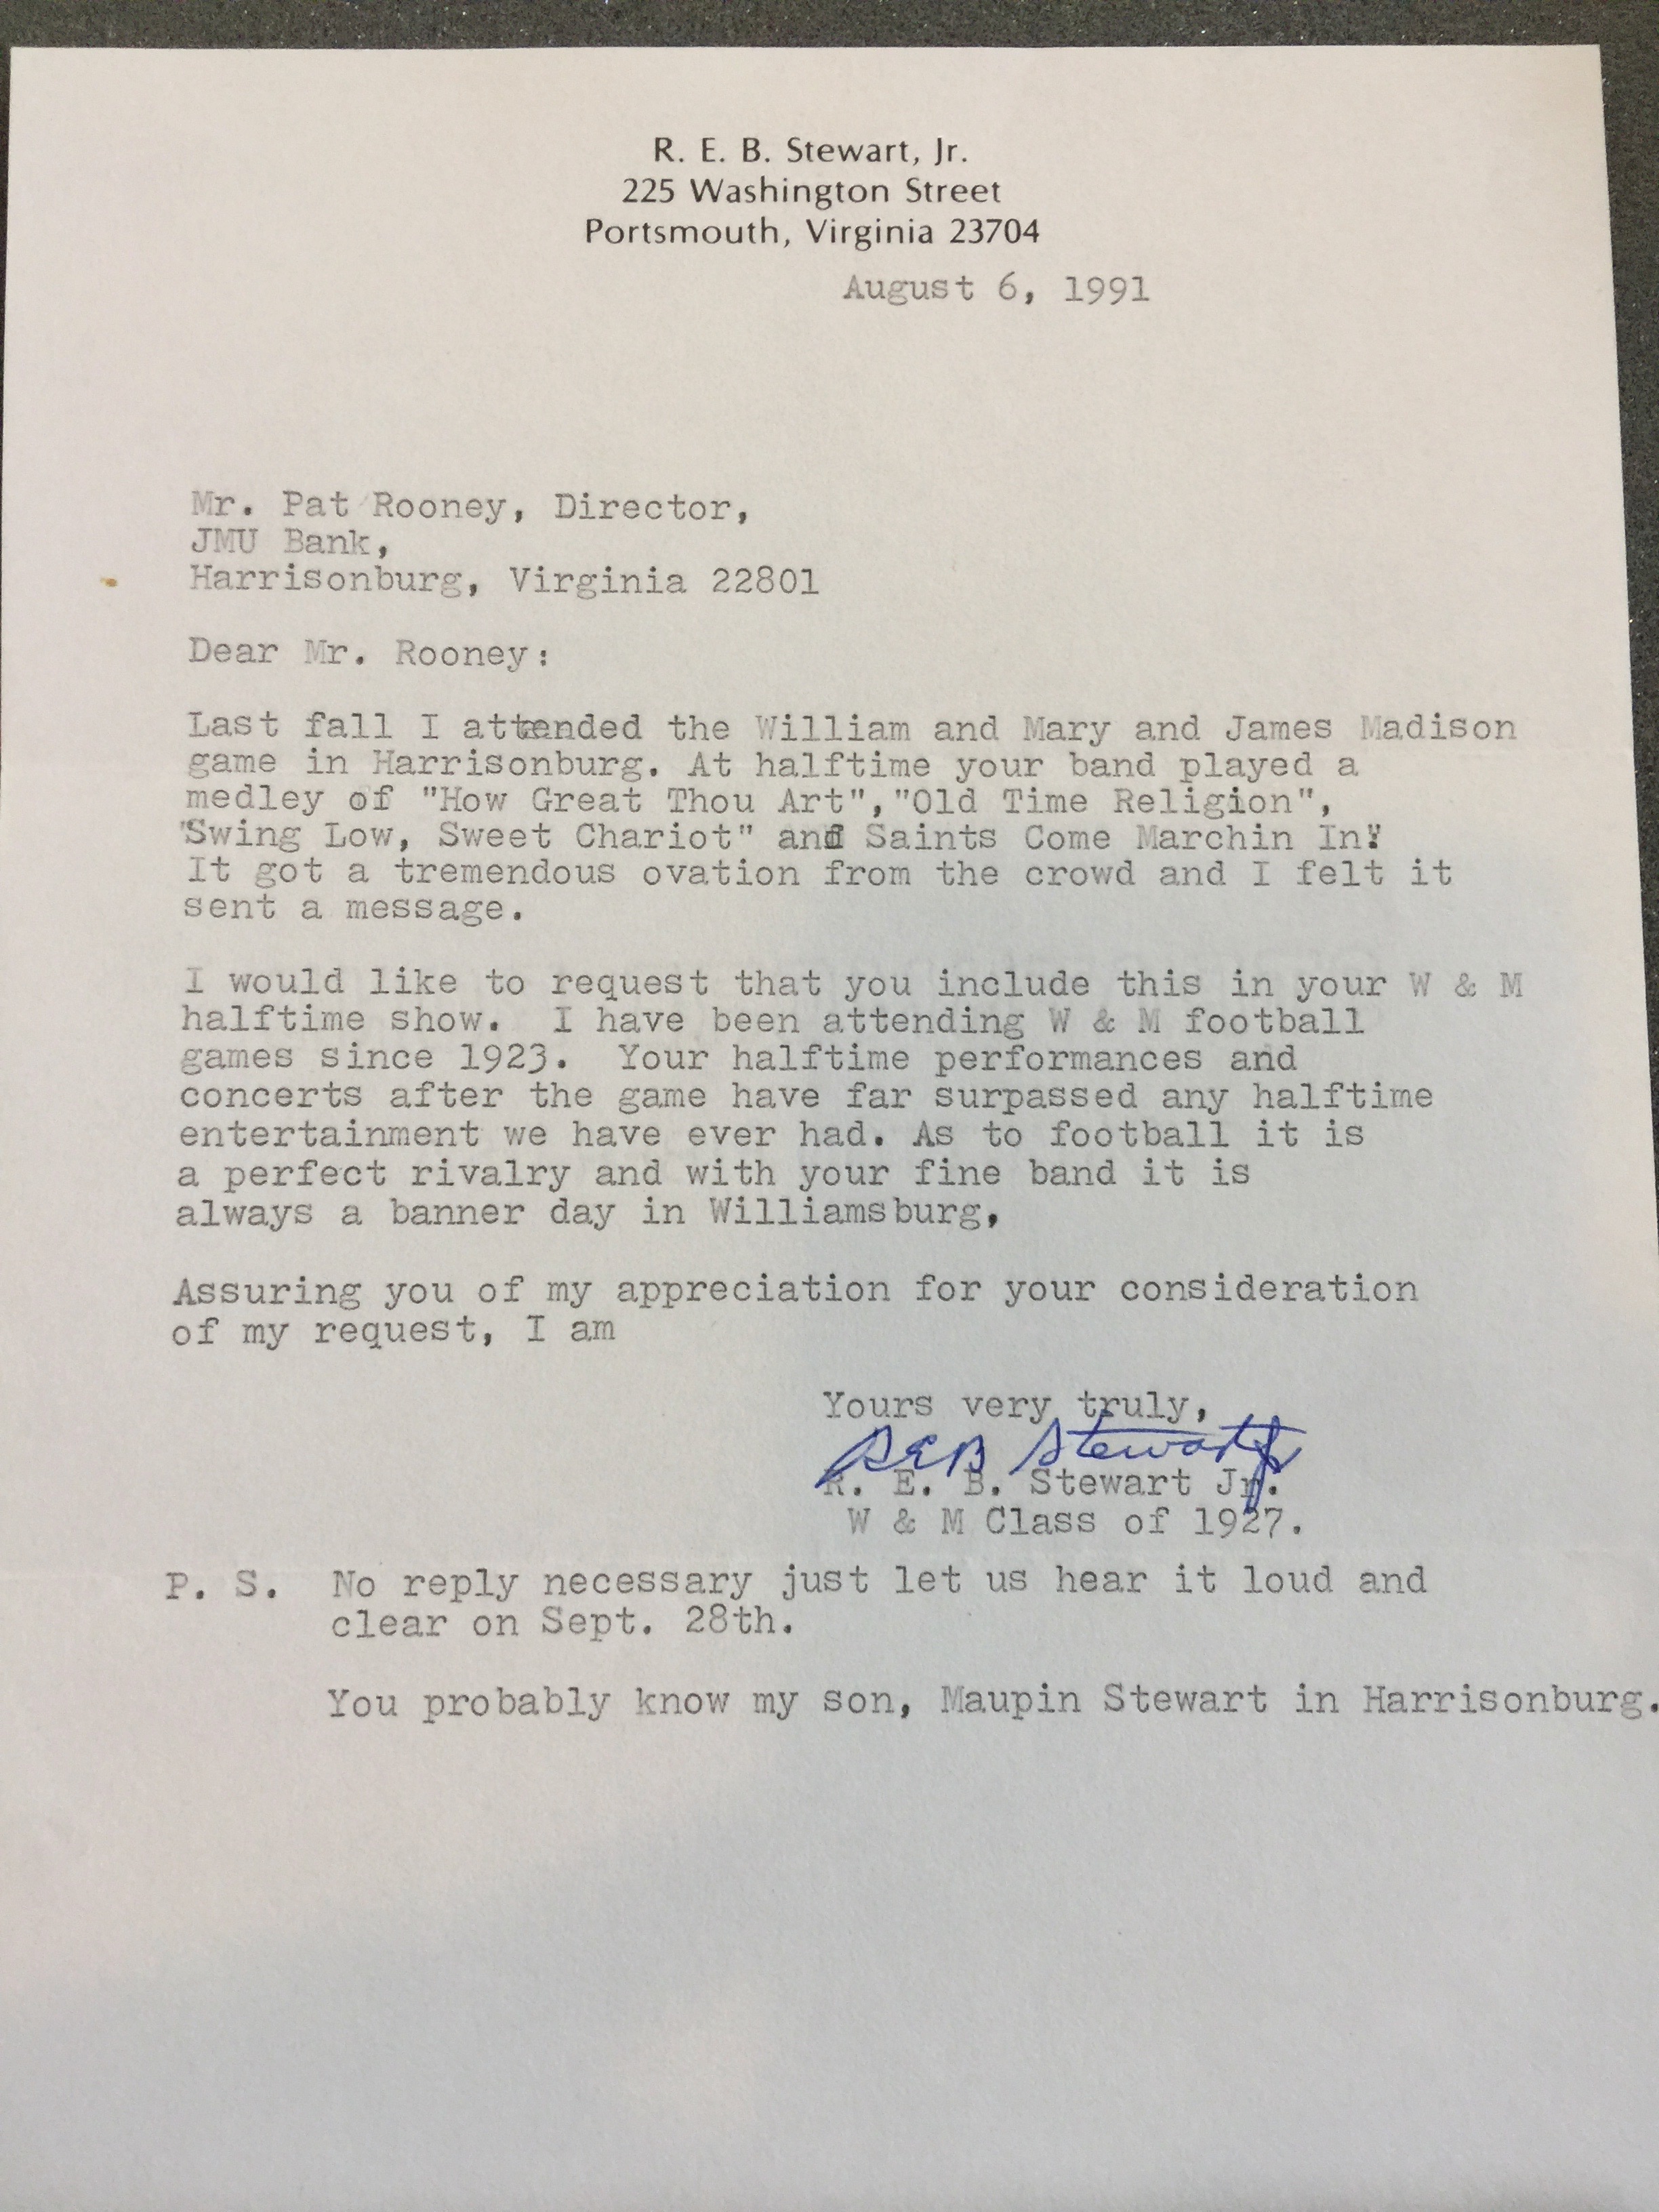 R. E. B. Stewart, Jr.
225 Washington Street
Portsmouth, Virginia 23704
August 6, 1991
Mr. Pat Rooney, Director,
JMU Bank,
Harrisonburg, Virginia 22801
Dear Mr. Rooney:
Last fall I attended the William and Mary and James Madison
game in Harrisonburg. At halftime your band played a
medley of "How Great Thou Art","Old Time Religion",
"Swing Low, Sweet Chariot" and Saints Come Marchin In"
It got a tremendous ovation from the crowd and I felt it
sent a message.
I would like to request that you include this in your W & M
halftime show. I have been attending W & M football
games since 1923. Your halftime performances and
concerts after the game have far surpassed any halftime
entertainment we have ever had. As to football it is
a perfect rivalry and with your fine band it is
always a banner day in Williamsburg,
Assuring you of my appreciation for your consideration
of my request, I am
Yours very truly,
REB Stewart Jr
R. E. B. Stewart Jr.
W & M Class of 1927.
P. S. No reply necessary just let us hear it loud and
clear on Sept. 28th.
You probably know my son, Maupin Stewart in Harrisonburg.